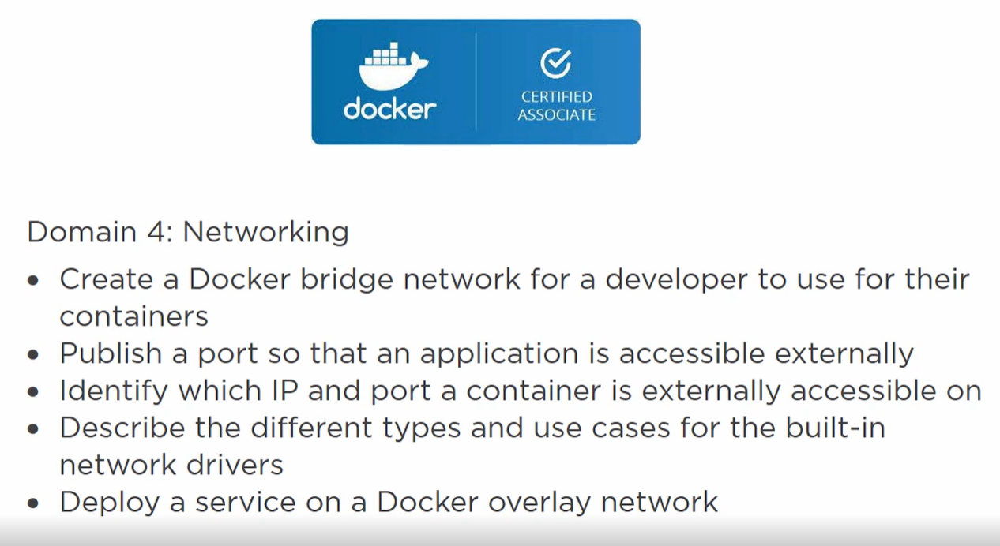 docker
CERTIFIED
ASSOCIATE
Domain 4: Networking
• Create a Docker bridge network for a developer to use for their
containers
• Publish a port so that an application is accessible externally
• Identify which IP and port a container is externally accessible on
• Describe the different types and use cases for the built-in
network drivers
• Deploy a service on a Docker overlay network